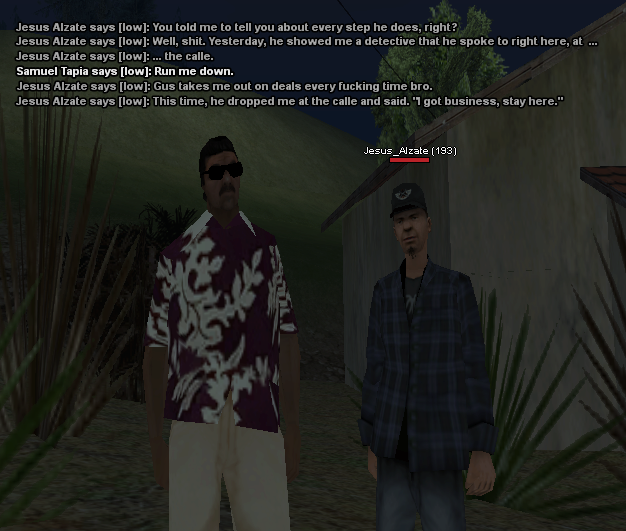 Jesus Alzate says [low]: You told me to tell you about every step he does, right?
Jesus Alzate says [low]: Well, shit. Yesterday, he showed me a detective that he spoke to right here, at ...
Jesus Alzate says [low]: ... the calle.
Samuel Tapia says [low]: Run me down.
Jesus Alzate says [low]: Gus takes me out on deals every fucking time bro.
Jesus Alzate says [low]: This time, he dropped me at the calle and said. "I got business, stay here."
Jesus_Alzate (193)